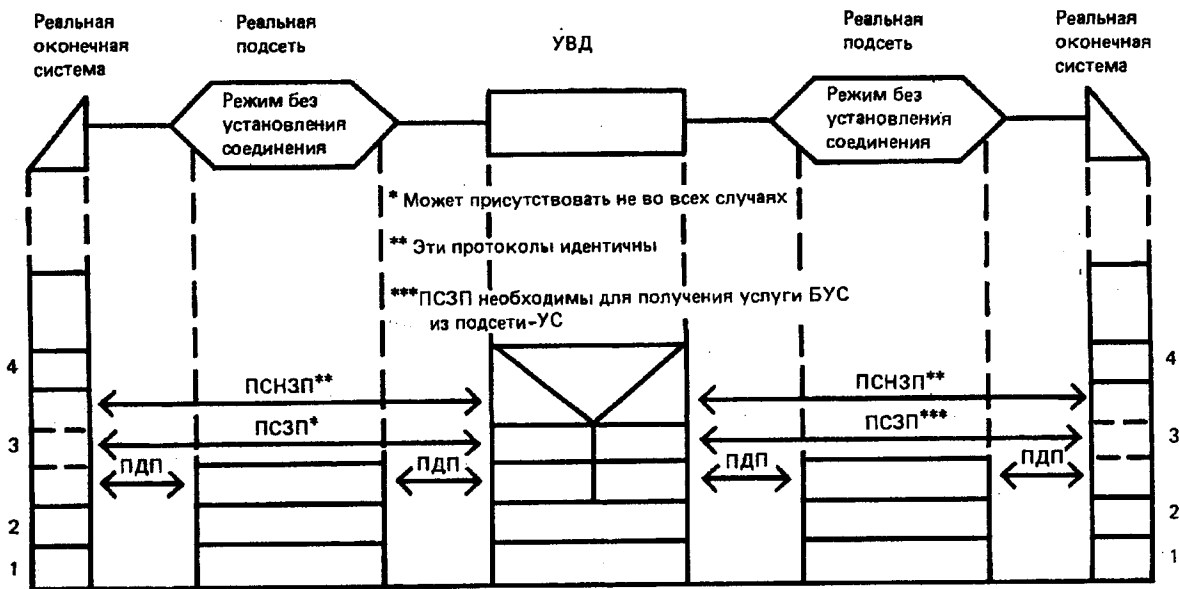 Реальная
оконечная
система
Реальная
подсеть
УВД
Реальная
подсеть
Реальная
оконечная
система
Режим без
установления
соединения
Режим без
установления
соединения
* Может присутствовать не во всех случаях
** Эти протоколы идентичны
***ПСЗП необходимы для получения услуги БУС
из подсети-УС
4
ПСНЗП**
ПСНЗП**
4
3
ПСЗП*
ПСЗП***
3
ПДП
ПДП
ПДП
ПДП
2
2
1
1